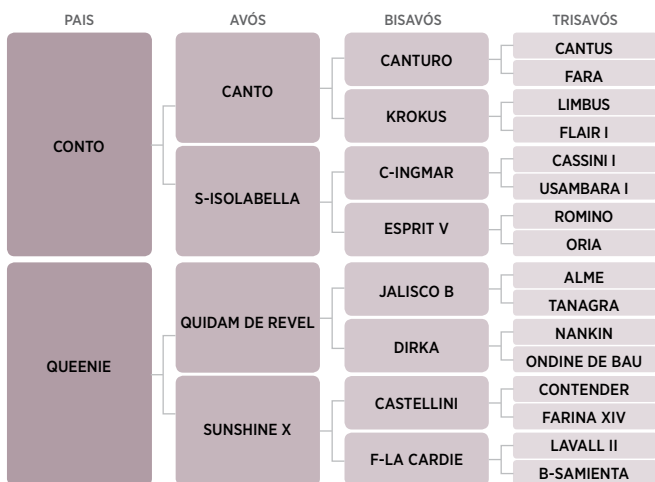 PAIS AVÓS BISAVÓS TRISAVÓS
CONTO
CANTO
CANTURO
CANTUS
FARA
KROKUS
LIMBUS
FLAIR I
S-ISOLABELLA
C-INGMAR
CASSINI I
USAMBARA I
ESPRIT V
ROMINO
ORIA
QUEENIE
QUIDAM DE REVEL
JALISCO B
ALME
TANAGRA
DIRKA
NANKIN
ONDINE DE BAU
SUNSHINE X
CASTELLINI
CONTENDER
FARINA XIV
F-LA CARDIE
LAVALL II
B-SAMIENTA